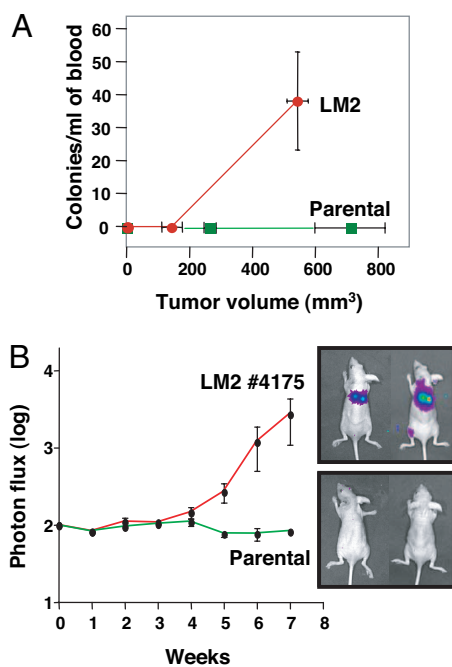 A
Colonies/ml of blood
60
50
40
30
20
10
0
LM2
Parental
0 200 400 600 800
Tumor volume (mm³)
B
Photon flux (log)
4
3
2
1
LM2 #4175
Parental
0 1 2 3 4 5 6 7 8
Weeks